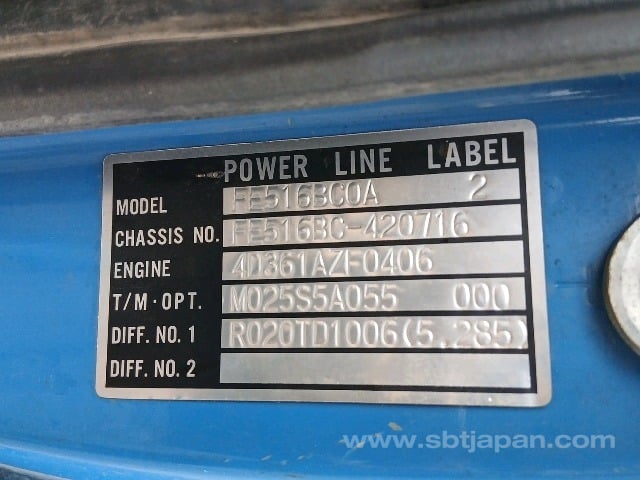 POWER LINE LABEL
MODEL FE516BC0A 2
CHASSIS NO. FE516BC-420716
ENGINE 4D361AZF0406
T/M·OPT. M025S5A055 000
DIFF. NO. 1 R020TD1006(5.285)
DIFF. NO. 2
www.sbtjapan.com